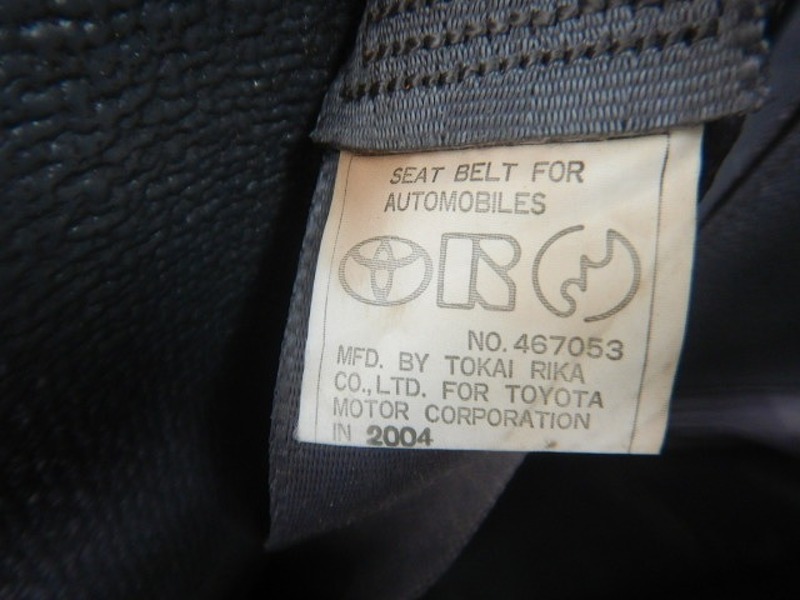 SEAT BELT FOR
AUTOMOBILES
NO. 467053
MFD. BY TOKAI RIKA
CO., LTD. FOR TOYOTA
MOTOR CORPORATION
IN 2004